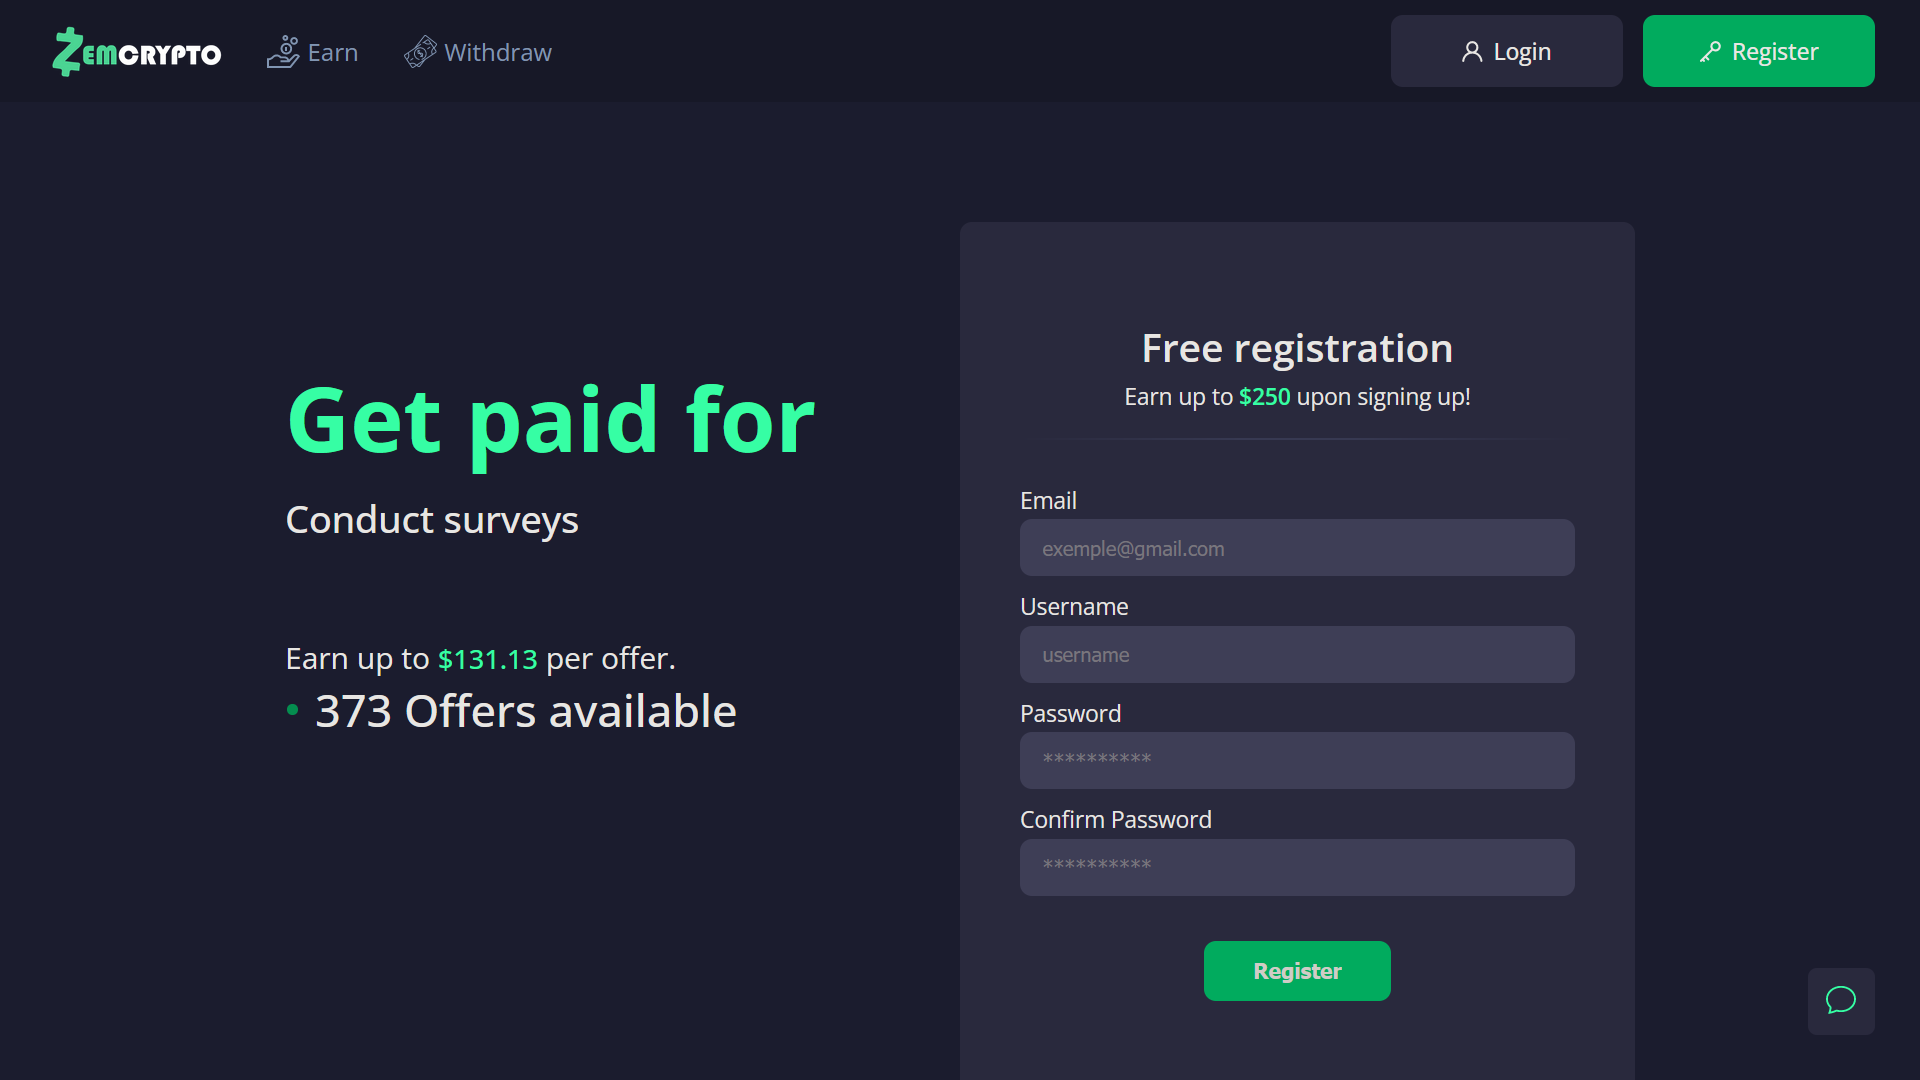 ZEMCRYPTO
Earn
Withdraw
Login
Register
Get paid for
Conduct surveys
Earn up to $131.13 per offer.
373 Offers available
Free registration
Earn up to $250 upon signing up!
Email
exemple@gmail.com
Username
username
Password
**********
Confirm Password
**********
Register